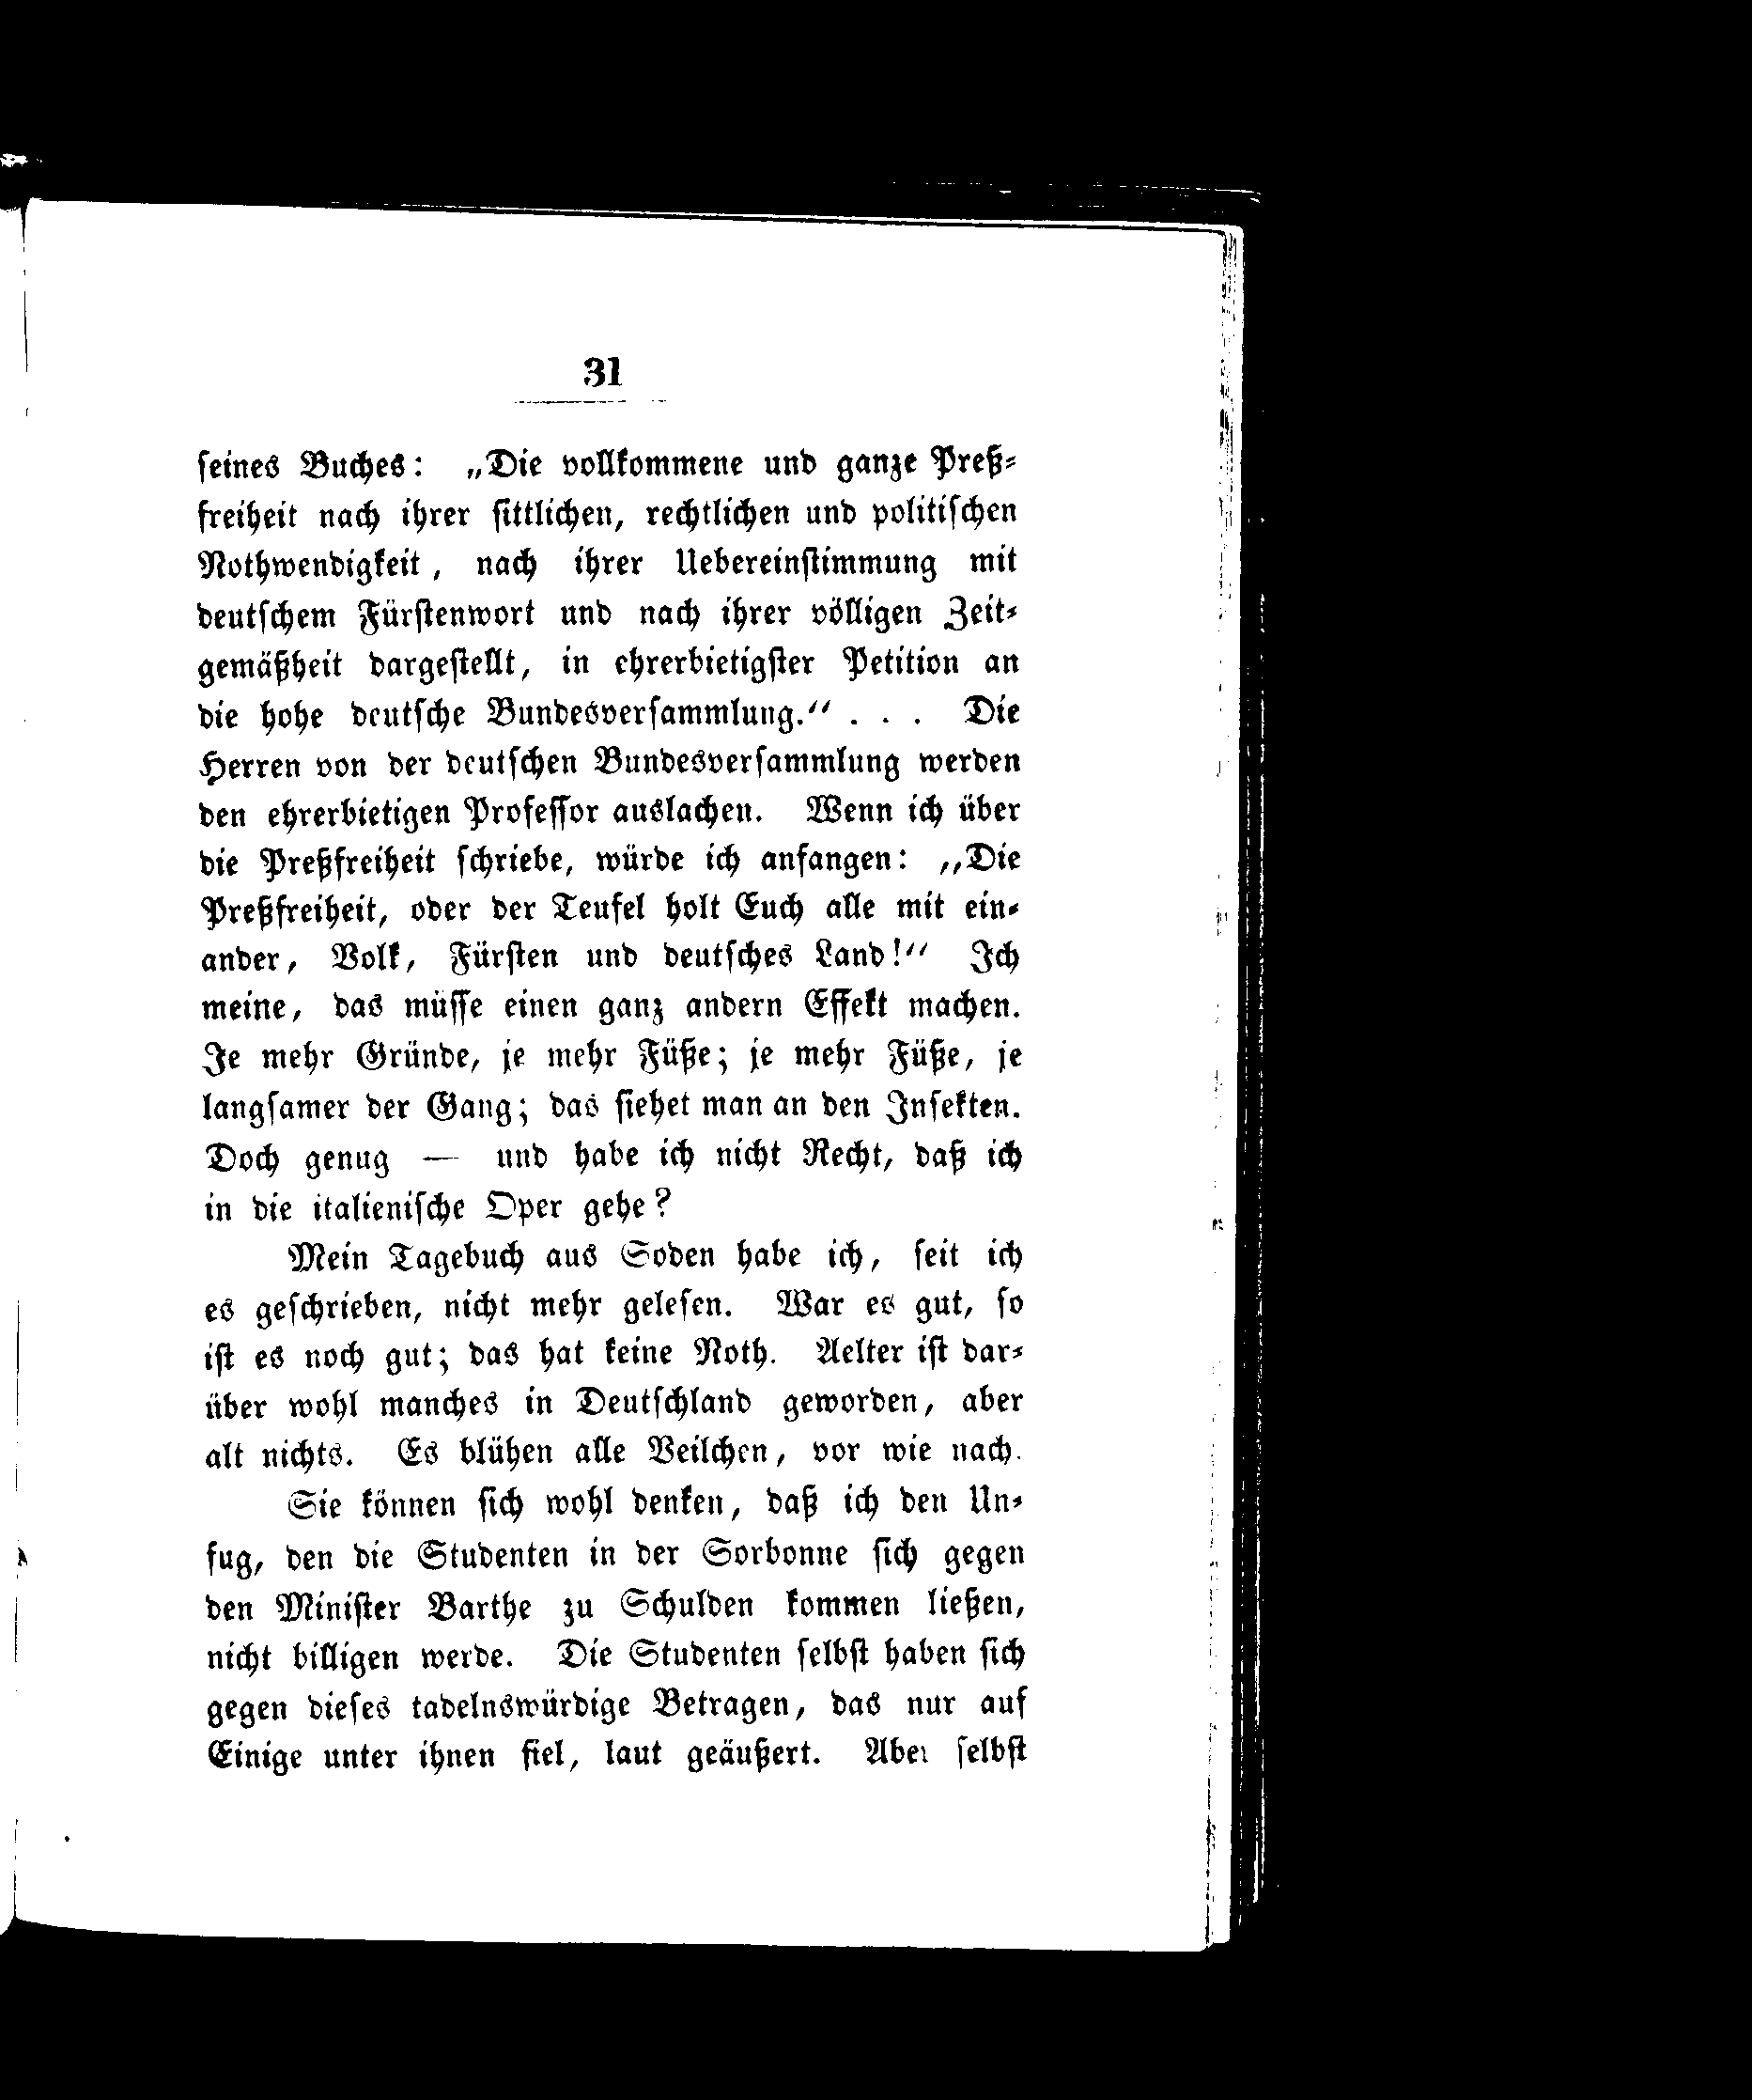 31
seines Buches: „Die vollkommene und ganze Preß-
freiheit nach ihrer sittlichen, rechtlichen und politischen
Nothwendigkeit, nach ihrer Uebereinstimmung mit
deutschem Fürstenwort und nach ihrer völligen Zeit-
gemäßheit dargestellt, in ehrerbietigster Petition an
die hohe deutsche Bundesversammlung.“ . . . Die
Herren von der deutschen Bundesversammlung werden
den ehrerbietigen Professor auslachen. Wenn ich über
die Preßfreiheit schriebe, würde ich anfangen: „Die
Preßfreiheit, oder der Teufel holt Euch alle mit ein-
ander, Volk, Fürsten und deutsches Land!“ Ich
meine, das müsse einen ganz andern Effekt machen.
Je mehr Gründe, je mehr Füße; je mehr Füße, je
langsamer der Gang; das siehet man an den Insekten.
Doch genug — und habe ich nicht Recht, daß ich
in die italienische Oper gehe?
Mein Tagebuch aus Soden habe ich, seit ich
es geschrieben, nicht mehr gelesen. War es gut, so
ist es noch gut; das hat keine Noth. Aelter ist dar-
über wohl manches in Deutschland geworden, aber
alt nichts. Es blühen alle Veilchen, vor wie nach.
Sie können sich wohl denken, daß ich den Un-
fug, den die Studenten in der Sorbonne sich gegen
den Minister Barthe zu Schulden kommen ließen,
nicht billigen werde. Die Studenten selbst haben sich
gegen dieses tadelnswürdige Betragen, das nur auf
Einige unter ihnen fiel, laut geäußert. Aber selbst